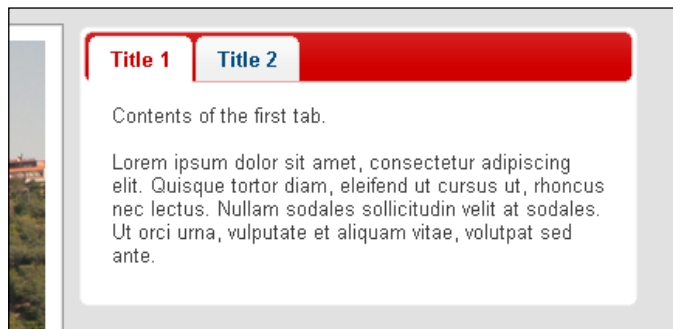 Title 1 Title 2
Contents of the first tab.
Lorem ipsum dolor sit amet, consectetur adipiscing
elit. Quisque tortor diam, eleifend ut cursus ut, rhoncus
nec lectus. Nullam sodales sollicitudin velit at sodales.
Ut orci urna, vulputate et aliquam vitae, volutpat sed
ante.